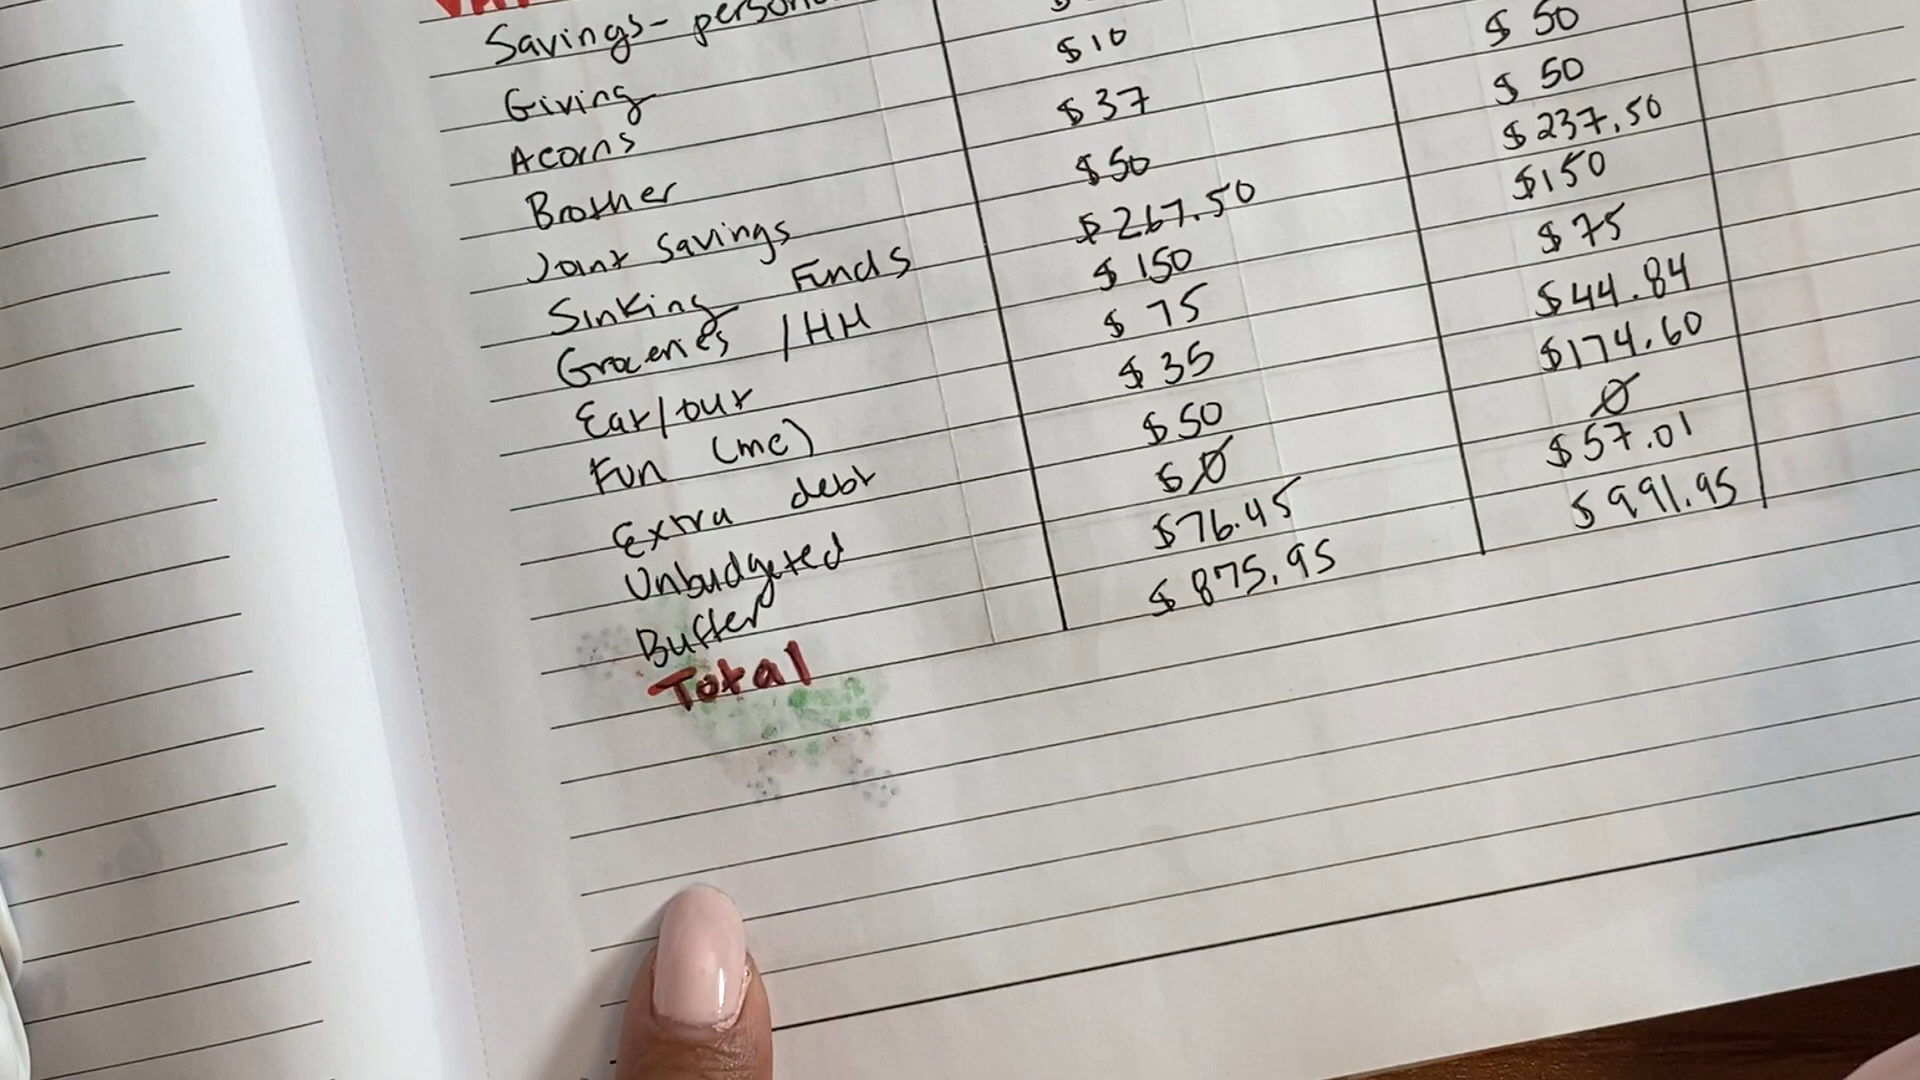 Savings-
Giving
Acorns $10
Brother $37 $50
Joint Savings $50 $50
Sinking Funds $267.50 $237.50
Groceries /HH $150 $150
Eat/out $75 $75
Fun (me) $35 $44.84
Extra debt $50 $174.60
Unbudgeted $0 0
Buffer $76.45 $57.01
Total $875.95 $991.95